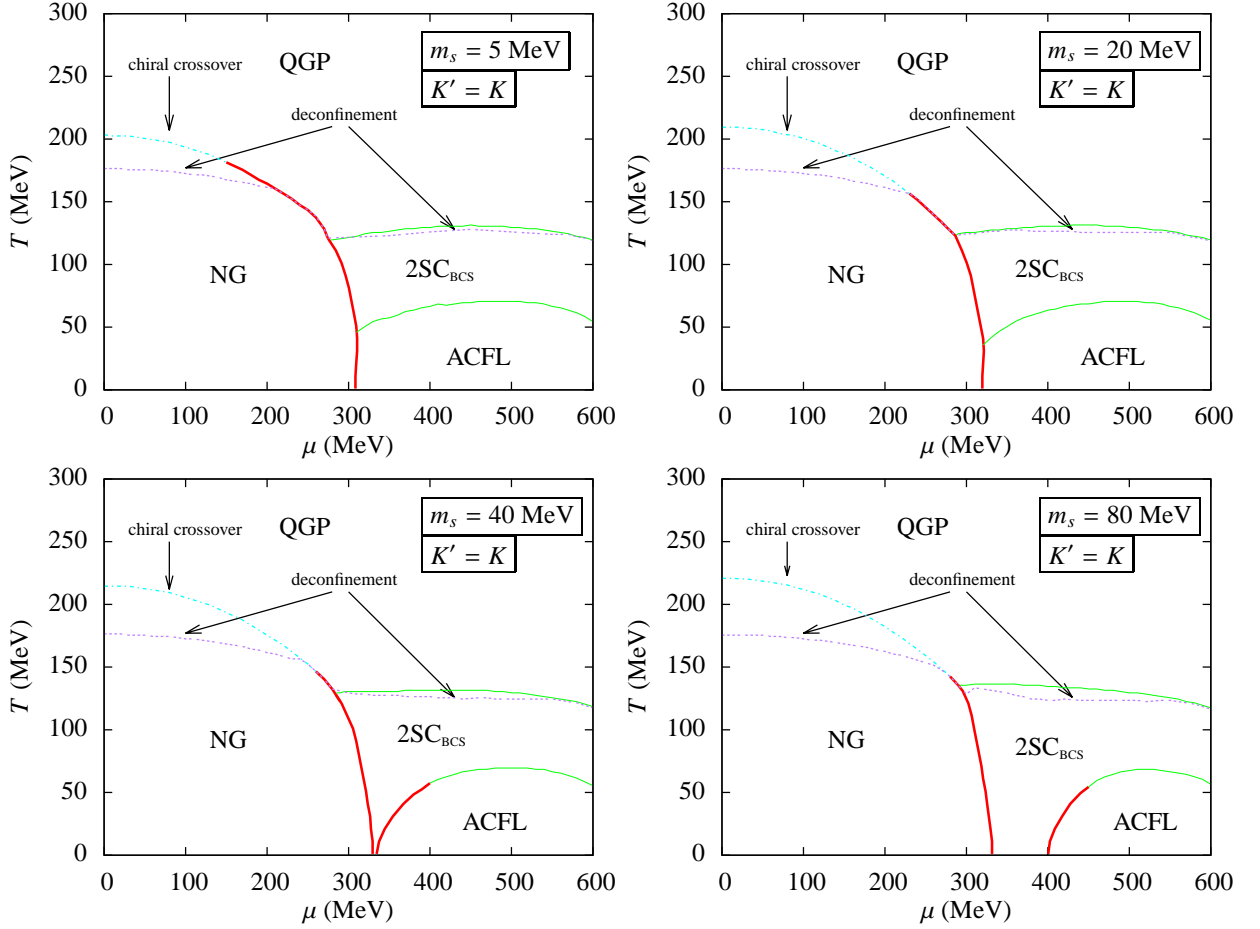 300
250
200
150
100
50
0
T (MeV)
m_s = 5 MeV
K′ = K
chiral crossover
QGP
deconfinement
NG
2SC_BCS
ACFL
0 100 200 300 400 500 600
μ (MeV)
300
250
200
150
100
50
0
T (MeV)
m_s = 20 MeV
K′ = K
chiral crossover
QGP
deconfinement
NG
2SC_BCS
ACFL
0 100 200 300 400 500 600
μ (MeV)
300
250
200
150
100
50
0
T (MeV)
m_s = 40 MeV
K′ = K
chiral crossover
QGP
deconfinement
NG
2SC_BCS
ACFL
0 100 200 300 400 500 600
μ (MeV)
300
250
200
150
100
50
0
T (MeV)
m_s = 80 MeV
K′ = K
chiral crossover
QGP
deconfinement
NG
2SC_BCS
ACFL
0 100 200 300 400 500 600
μ (MeV)